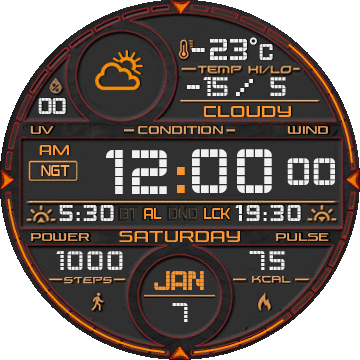 -23°C
TEMP HI/LO
-15 / 5
00
CLOUDY
UV CONDITION WIND
AM
NGT
12:00 00
5:30 BT AL DND LCK 19:30
POWER SATURDAY PULSE
1000 75
STEPS KCAL
JAN
7